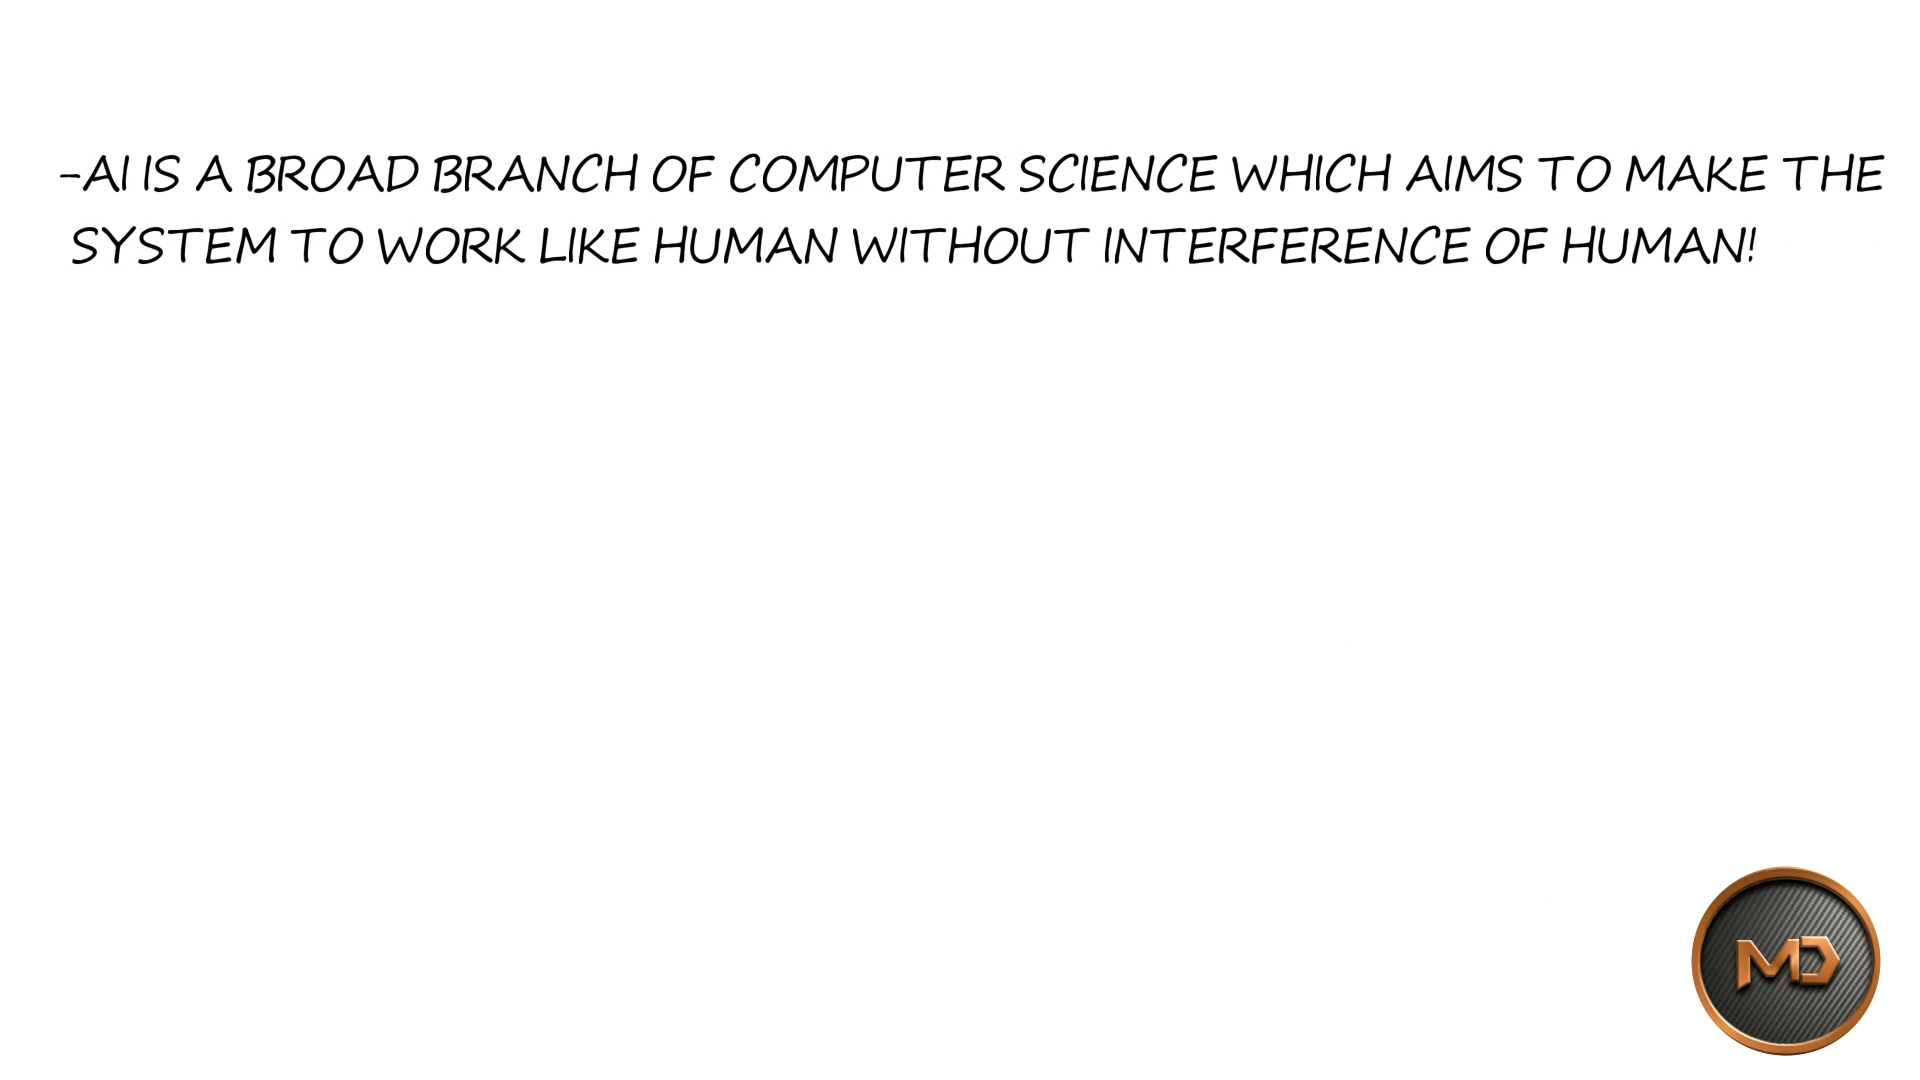 -AI IS A BROAD BRANCH OF COMPUTER SCIENCE WHICH AIMS TO MAKE THE
SYSTEM TO WORK LIKE HUMAN WITHOUT INTERFERENCE OF HUMAN!
MD